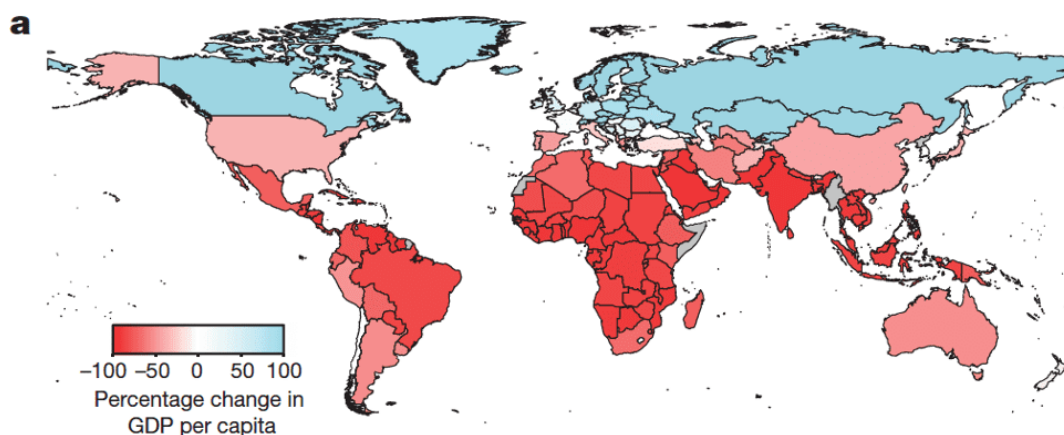 a
–100 –50 0 50 100
Percentage change in
GDP per capita